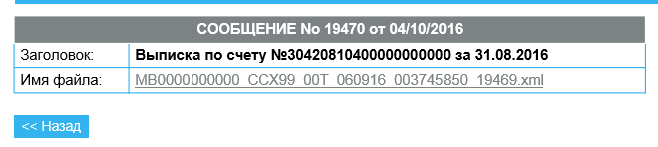 СООБЩЕНИЕ No 19470 от 04/10/2016
Заголовок: Выписка по счету №30420810400000000000 за 31.08.2016
Имя файла: MB0000000000_CCX99_00T_060916_003745850_19469.xml
<< Назад